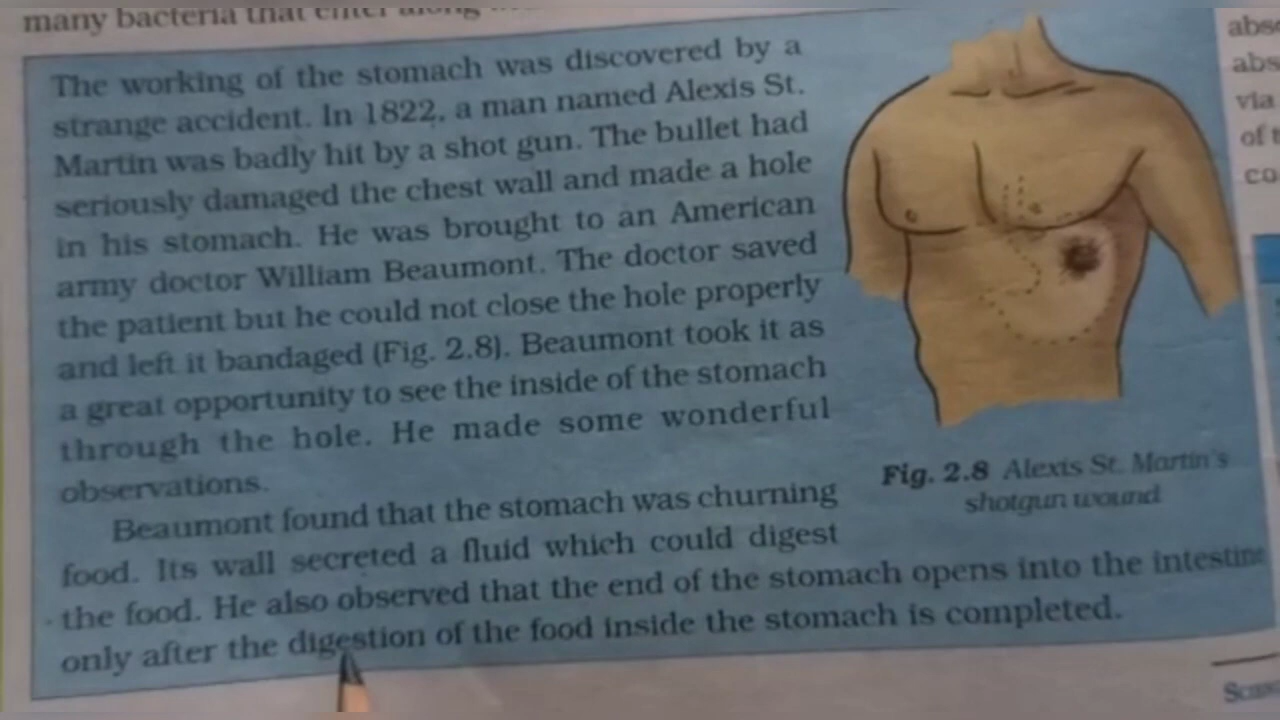 many bacteria that enter along
The working of the stomach was discovered by a
strange accident. In 1822, a man named Alexis St.
Martin was badly hit by a shot gun. The bullet had
seriously damaged the chest wall and made a hole
in his stomach. He was brought to an American
army doctor William Beaumont. The doctor saved
the patient but he could not close the hole properly
and left it bandaged (Fig. 2.8). Beaumont took it as
a great opportunity to see the inside of the stomach
through the hole. He made some wonderful
observations.
Beaumont found that the stomach was churning
food. Its wall secreted a fluid which could digest
the food. He also observed that the end of the stomach opens into the intestine
only after the digestion of the food inside the stomach is completed.
Fig. 2.8 Alexis St. Martin's
shotgun wound
via
of